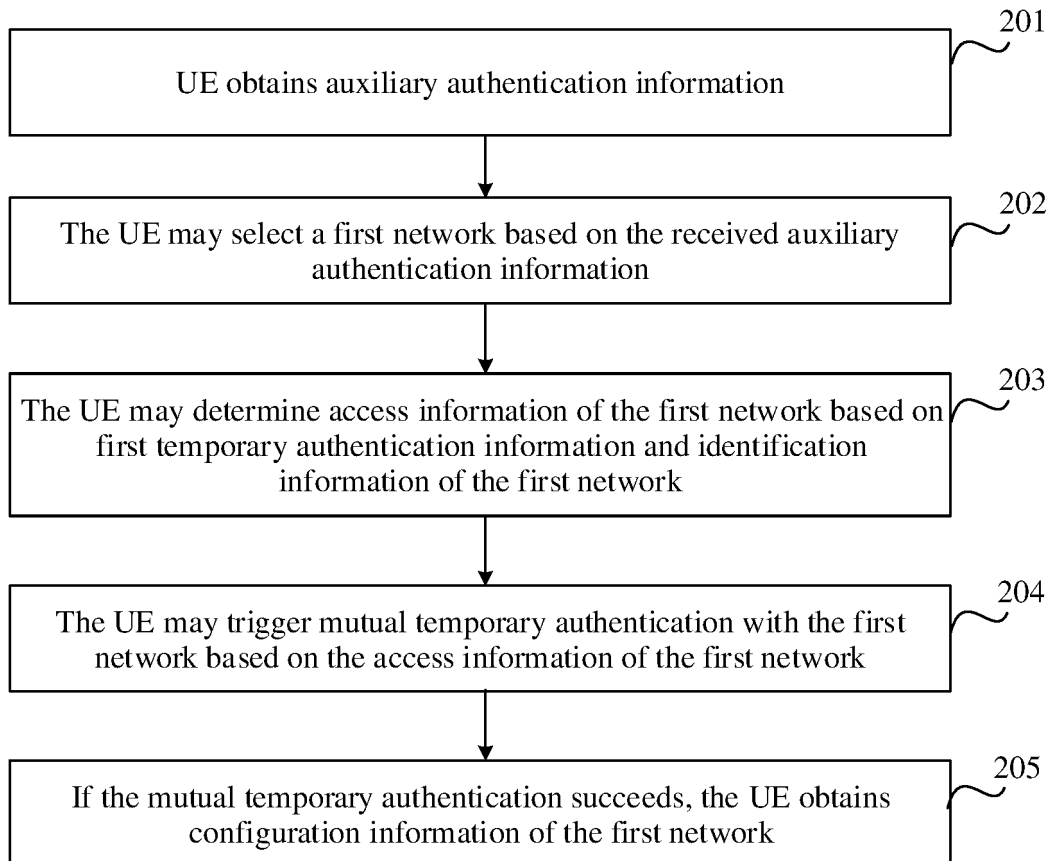 201
UE obtains auxiliary authentication information
202
The UE may select a first network based on the received auxiliary
authentication information
203
The UE may determine access information of the first network based on
first temporary authentication information and identification
information of the first network
204
The UE may trigger mutual temporary authentication with the first
network based on the access information of the first network
205
If the mutual temporary authentication succeeds, the UE obtains
configuration information of the first network